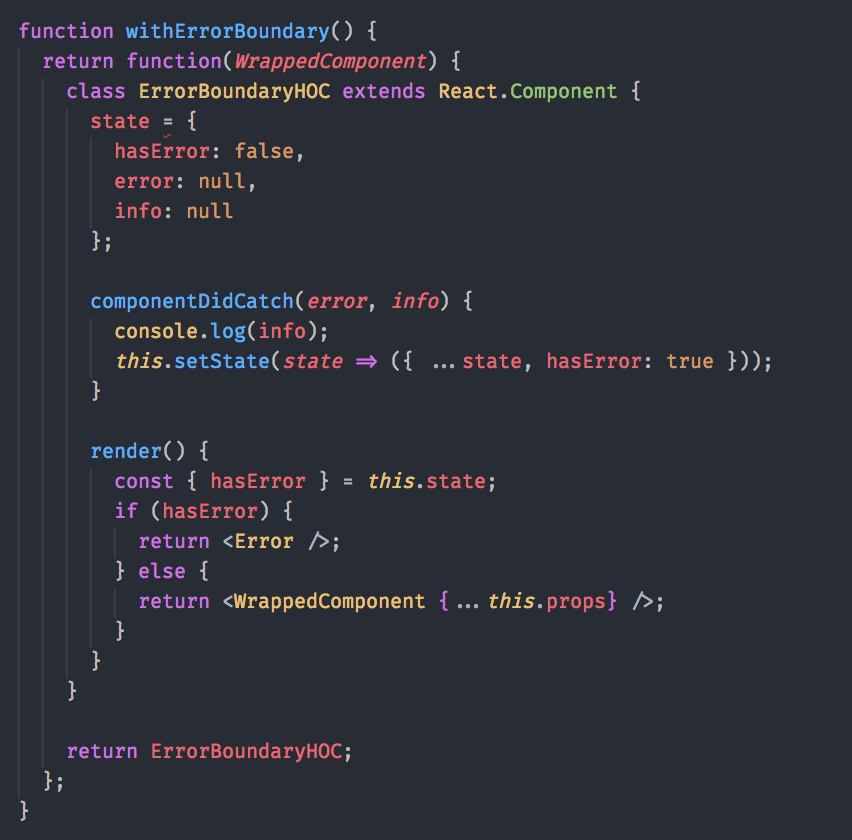 function withErrorBoundary() {
  return function(WrappedComponent) {
    class ErrorBoundaryHOC extends React.Component {
      state = {
        hasError: false,
        error: null,
        info: null
      };

      componentDidCatch(error, info) {
        console.log(info);
        this.setState(state => ({ ...state, hasError: true }));
      }

      render() {
        const { hasError } = this.state;
        if (hasError) {
          return <Error />;
        } else {
          return <WrappedComponent {...this.props} />;
        }
      }
    }

    return ErrorBoundaryHOC;
  };
}